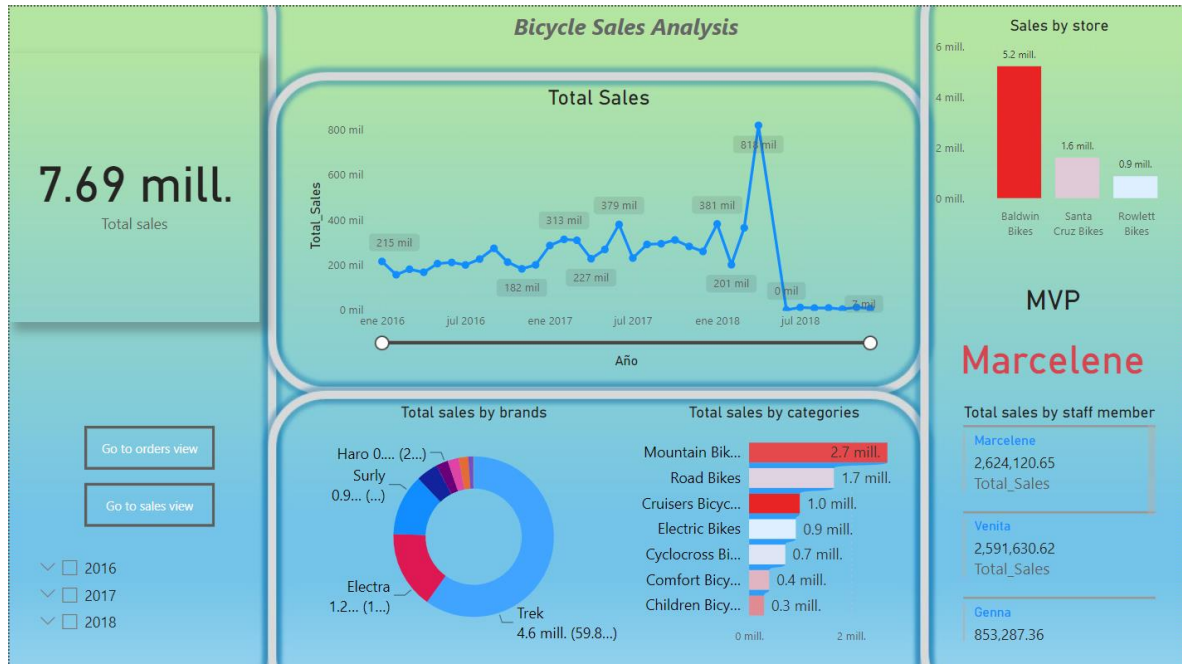 Bicycle Sales Analysis
7.69 mill.
Total sales
Go to orders view
Go to sales view
2016
2017
2018
Total Sales
Total_Sales
800 mil
600 mil
400 mil
200 mil
0 mil
215 mil
182 mil
313 mil
227 mil
379 mil
381 mil
201 mil
818 mil
0 mil
7 mil
ene 2016
jul 2016
ene 2017
jul 2017
ene 2018
jul 2018
Año
Total sales by brands
Haro 0.... (2...)
Surly
0.9... (...)
Electra
1.2... (1...)
Trek
4.6 mill. (59.8...)
Total sales by categories
Mountain Bik... 2.7 mill.
Road Bikes 1.7 mill.
Cruisers Bicyc... 1.0 mill.
Electric Bikes 0.9 mill.
Cyclocross Bi... 0.7 mill.
Comfort Bicy... 0.4 mill.
Children Bicy... 0.3 mill.
0 mill. 2 mill.
Sales by store
6 mill.
4 mill.
2 mill.
0 mill.
5.2 mill.
1.6 mill.
0.9 mill.
Baldwin Bikes
Santa Cruz Bikes
Rowlett Bikes
MVP
Marcelene
Total sales by staff member
Marcelene
2,624,120.65
Total_Sales
Venita
2,591,630.62
Total_Sales
Genna
853,287.36